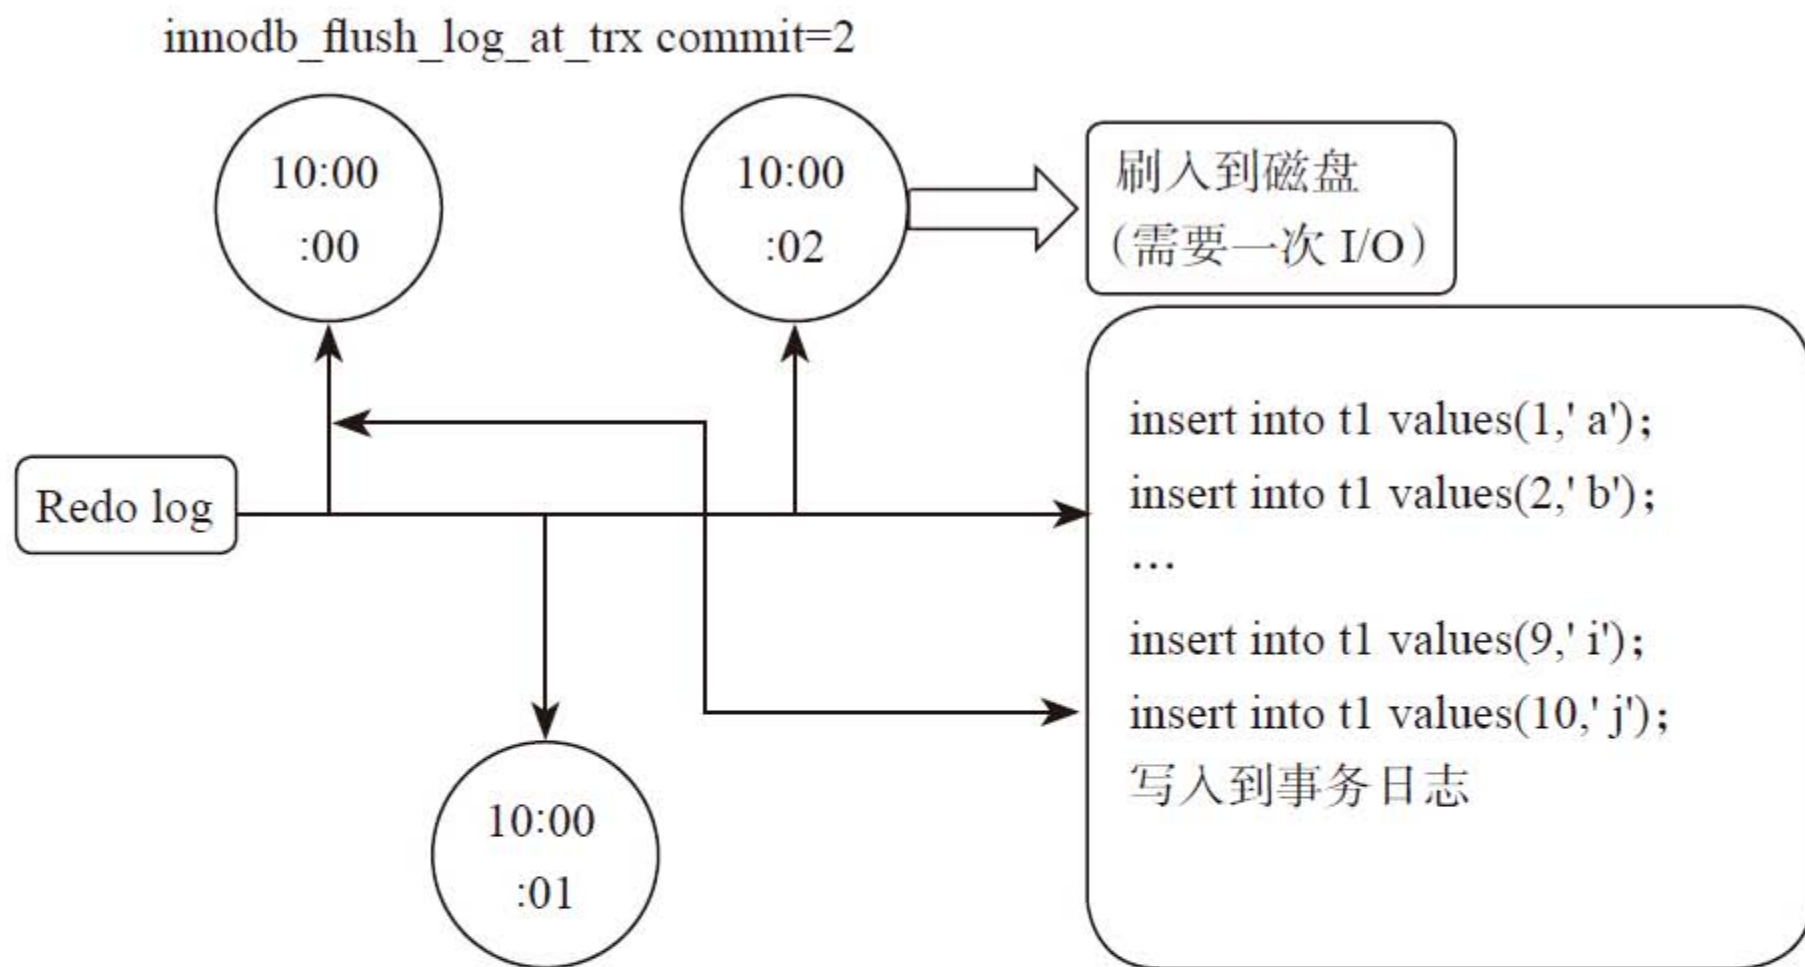 innodb_flush_log_at_trx commit=2
10:00
:00
10:00
:02
刷入到磁盘
（需要一次 I/O）
Redo log
insert into t1 values(1,' a')；
insert into t1 values(2,' b')；
…
insert into t1 values(9,' i')；
insert into t1 values(10,' j')；
写入到事务日志
10:00
:01